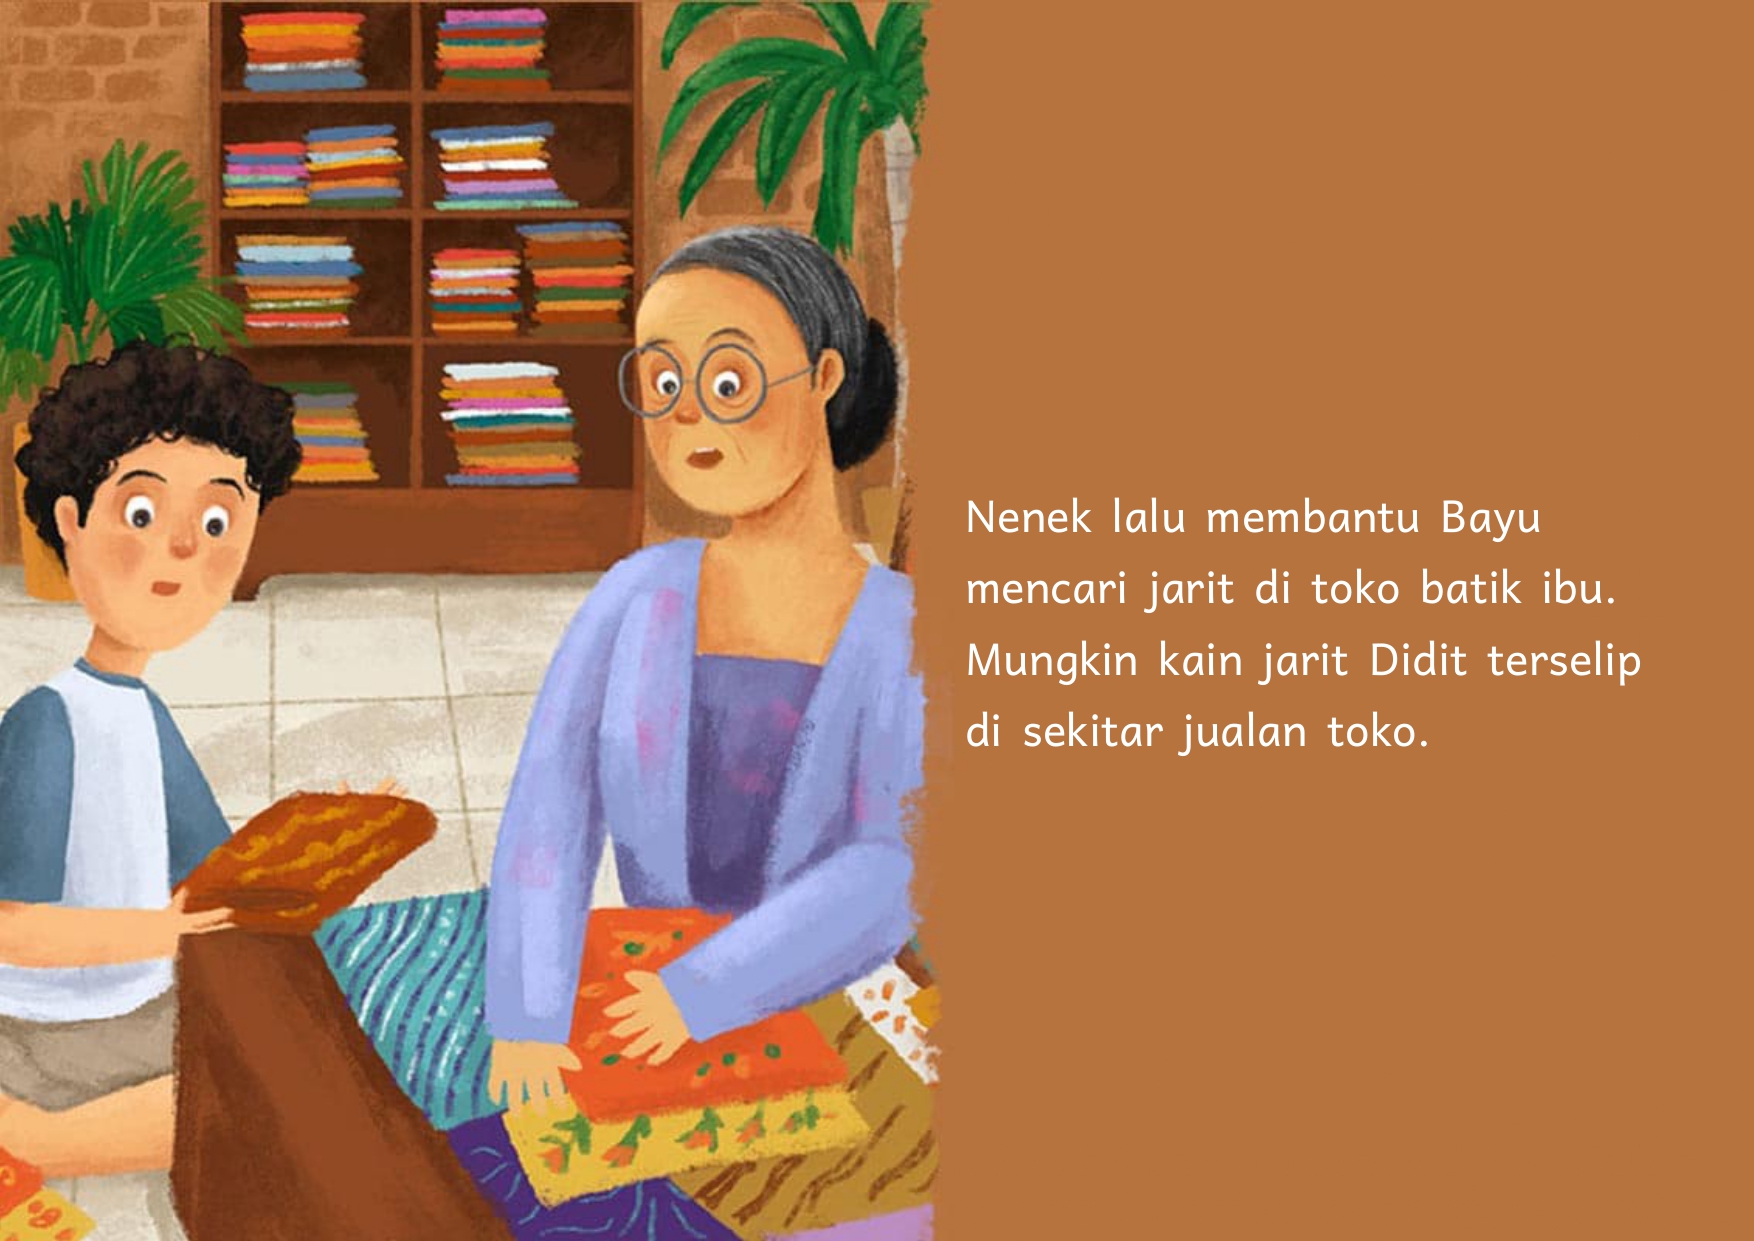 Nenek lalu membantu Bayu
mencari jarit di toko batik ibu.
Mungkin kain jarit Didit terselip
di sekitar jualan toko.